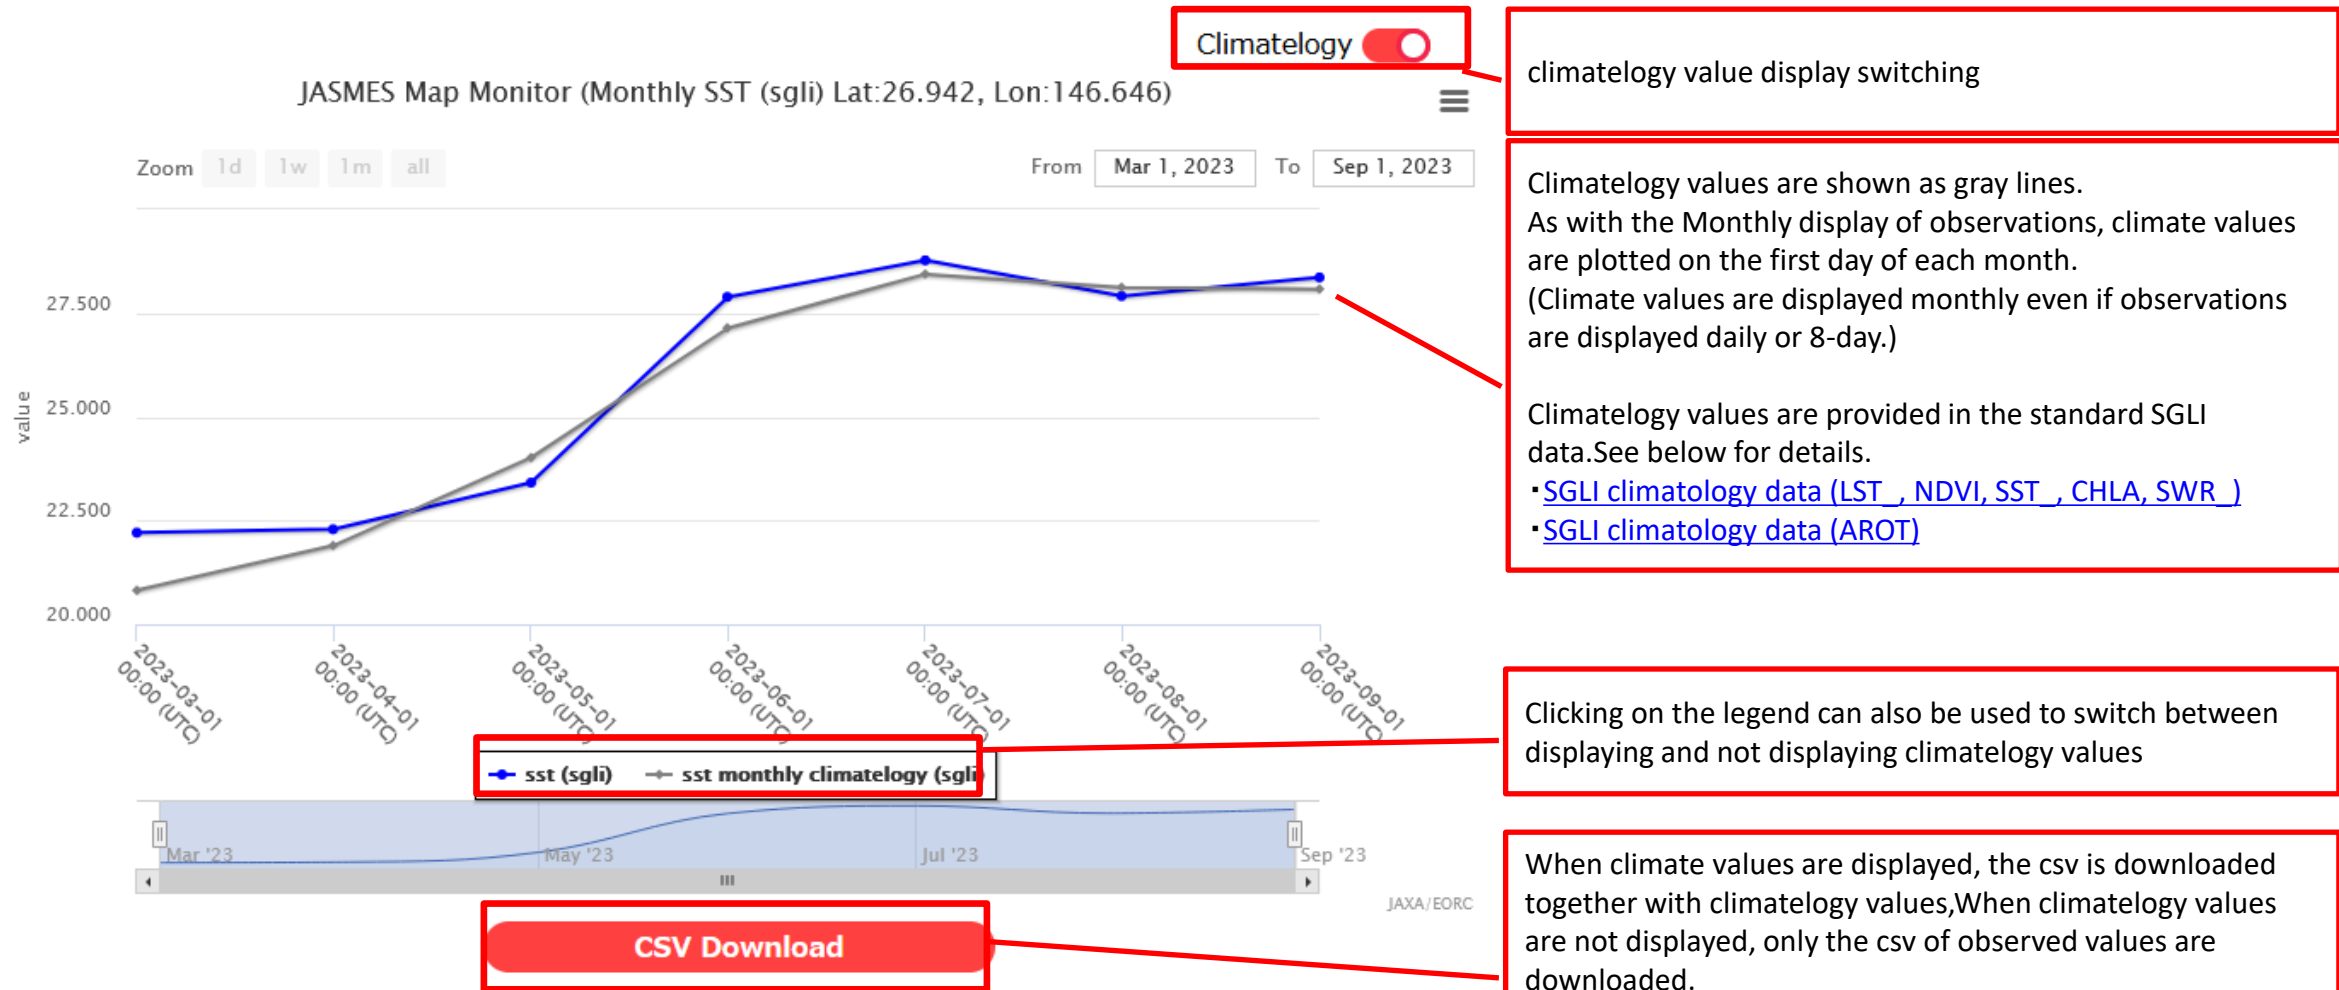 Climatelogy
climatelogy value display switching
JASMES Map Monitor (Monthly SST (sgli) Lat:26.942, Lon:146.646)
Zoom 1d 1w 1m all
From Mar 1, 2023 To Sep 1, 2023
Climatelogy values are shown as gray lines.
As with the Monthly display of observations, climate values
are plotted on the first day of each month.
(Climate values are displayed monthly even if observations
are displayed daily or 8-day.)
Climatelogy values are provided in the standard SGLI
data.See below for details.
・SGLI climatology data (LST_, NDVI, SST_, CHLA, SWR_)
・SGLI climatology data (AROT)
value
27.500
25.000
22.500
20.000
2023-03-01
00:00 (UTC)
2023-04-01
00:00 (UTC)
2023-05-01
00:00 (UTC)
2023-06-01
00:00 (UTC)
2023-07-01
00:00 (UTC)
2023-08-01
00:00 (UTC)
2023-09-01
00:00 (UTC)
Clicking on the legend can also be used to switch between
displaying and not displaying climatelogy values
sst (sgli) sst monthly climatelogy (sgli)
Mar '23 May '23 Jul '23 Sep '23
JAXA/EORC
CSV Download
When climate values are displayed, the csv is downloaded
together with climatelogy values,When climatelogy values
are not displayed, only the csv of observed values are
downloaded.